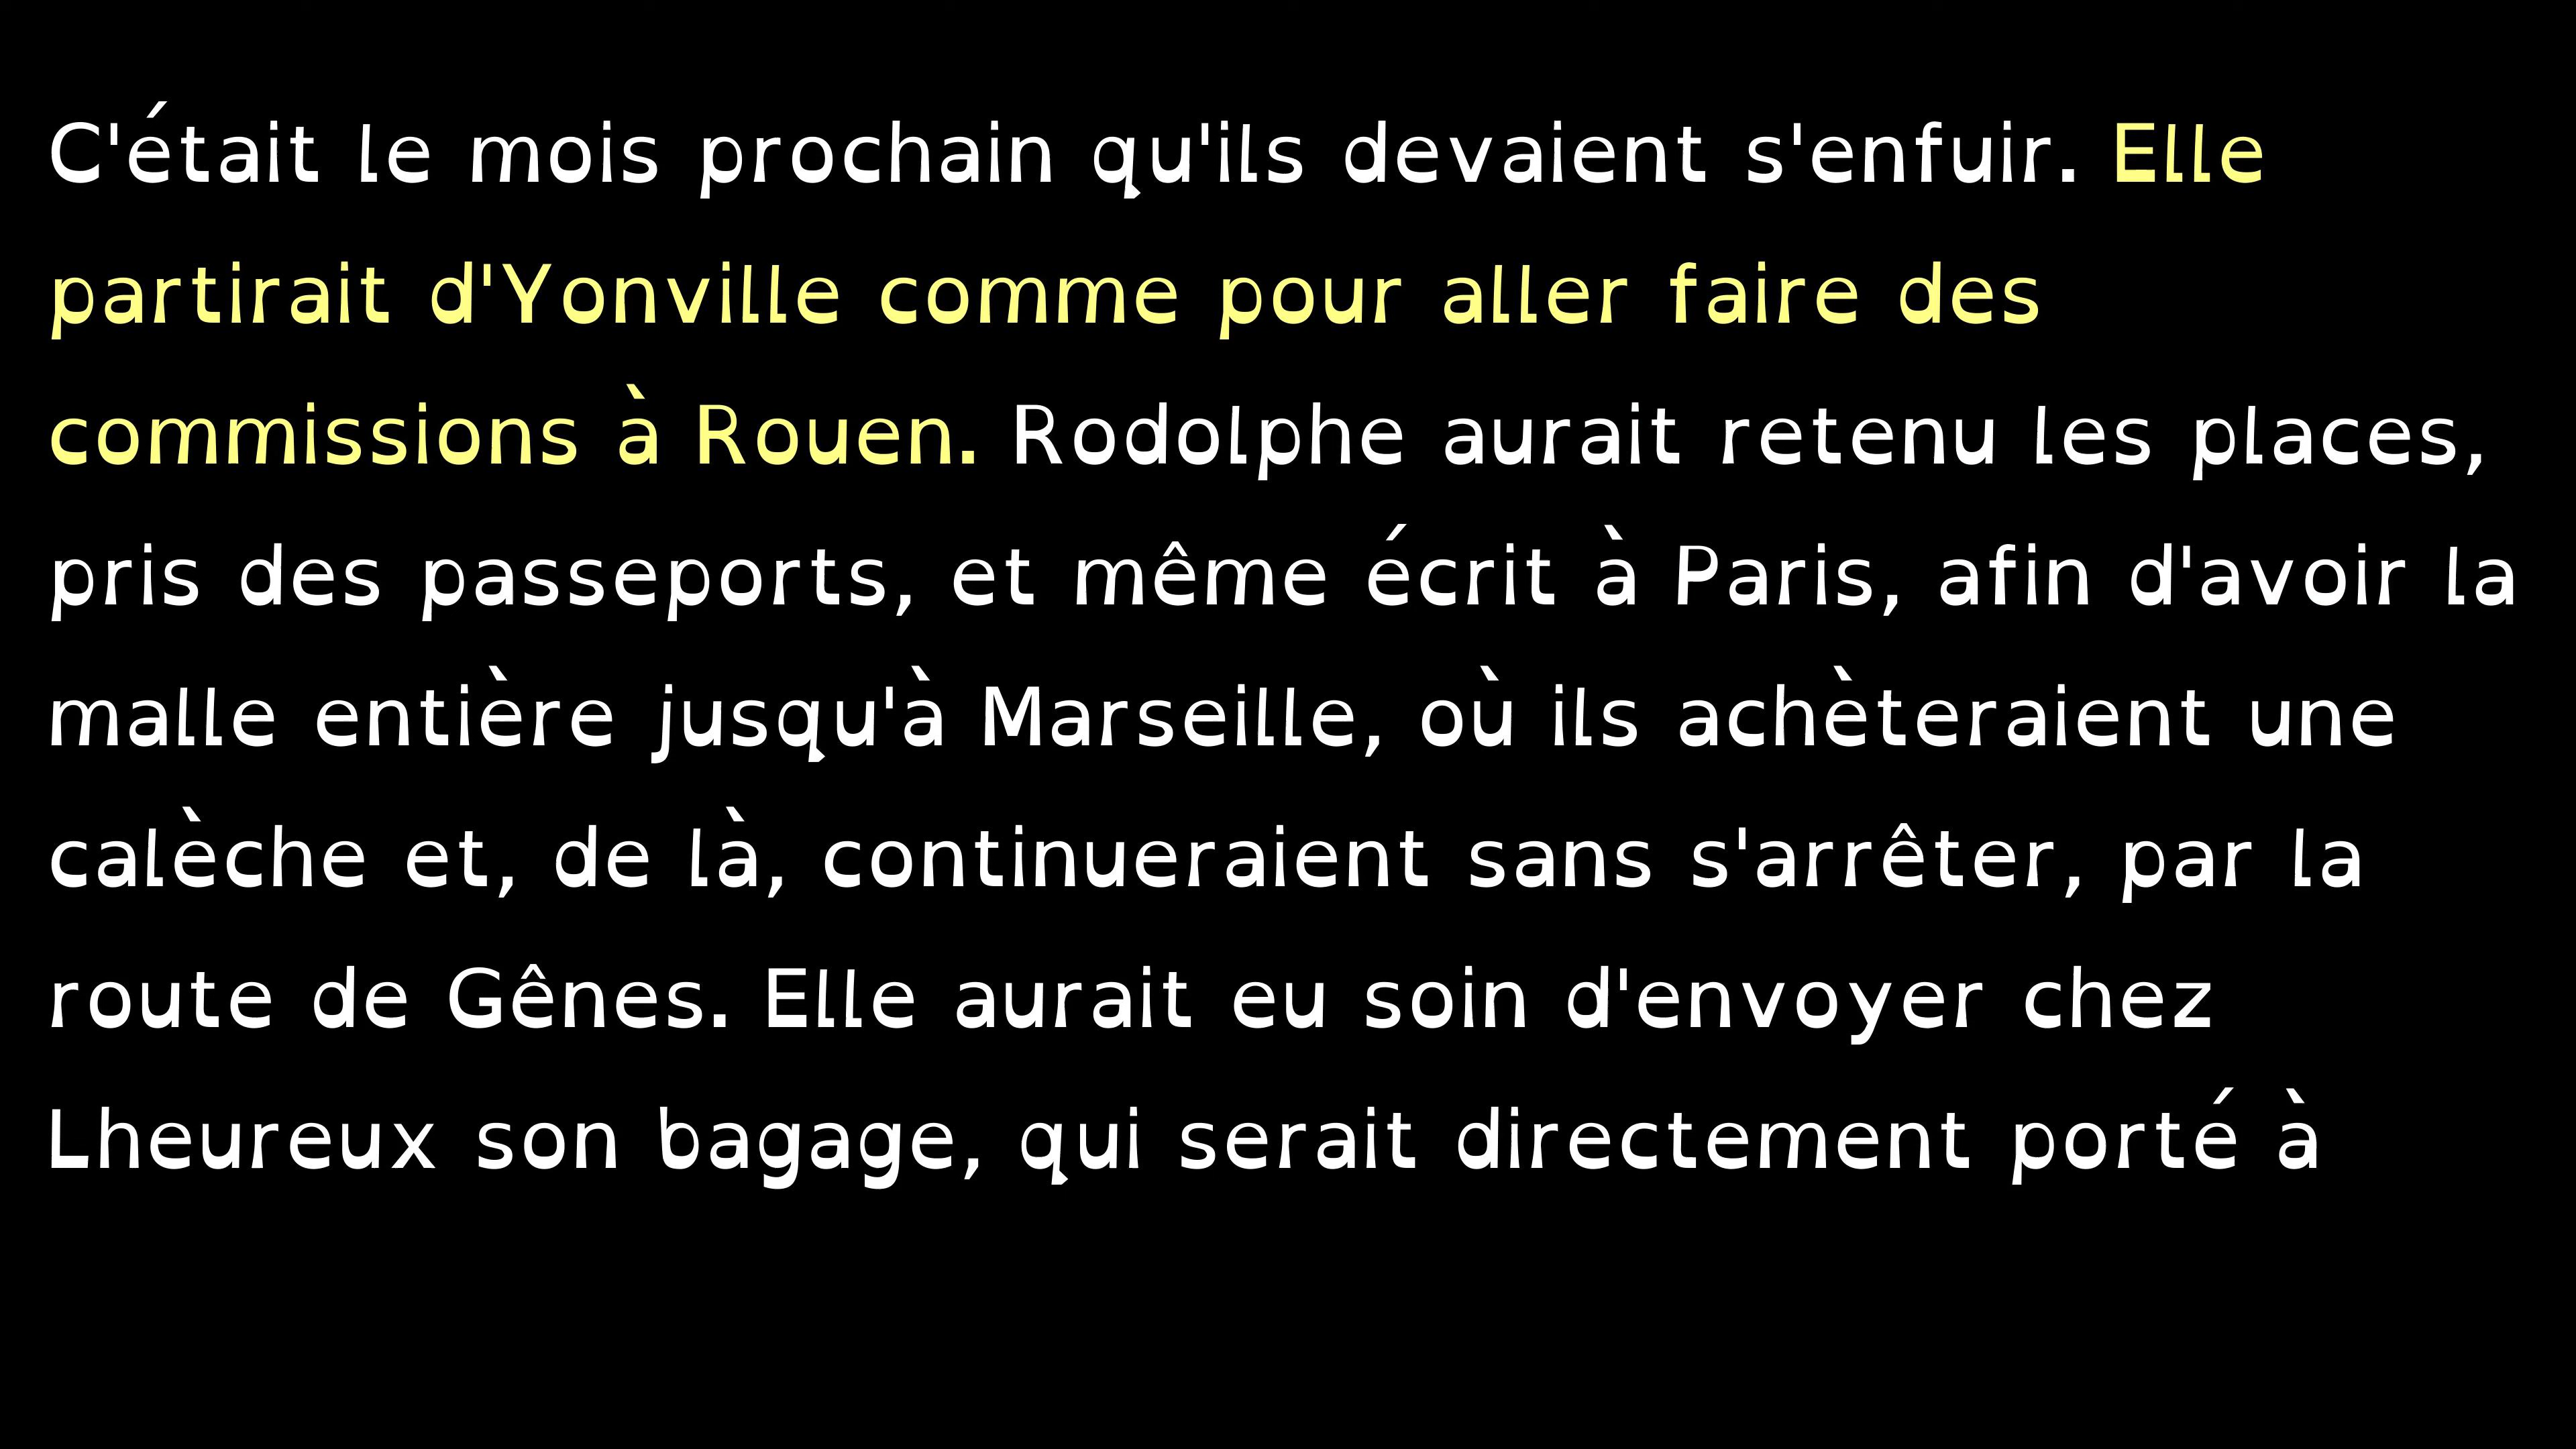 C'était le mois prochain qu'ils devaient s'enfuir. Elle
partirait d'Yonville comme pour aller faire des
commissions à Rouen. Rodolphe aurait retenu les places,
pris des passeports, et même écrit à Paris, afin d'avoir la
malle entière jusqu'à Marseille, où ils achèteraient une
calèche et, de là, continueraient sans s'arrêter, par la
route de Gênes. Elle aurait eu soin d'envoyer chez
Lheureux son bagage, qui serait directement porté à